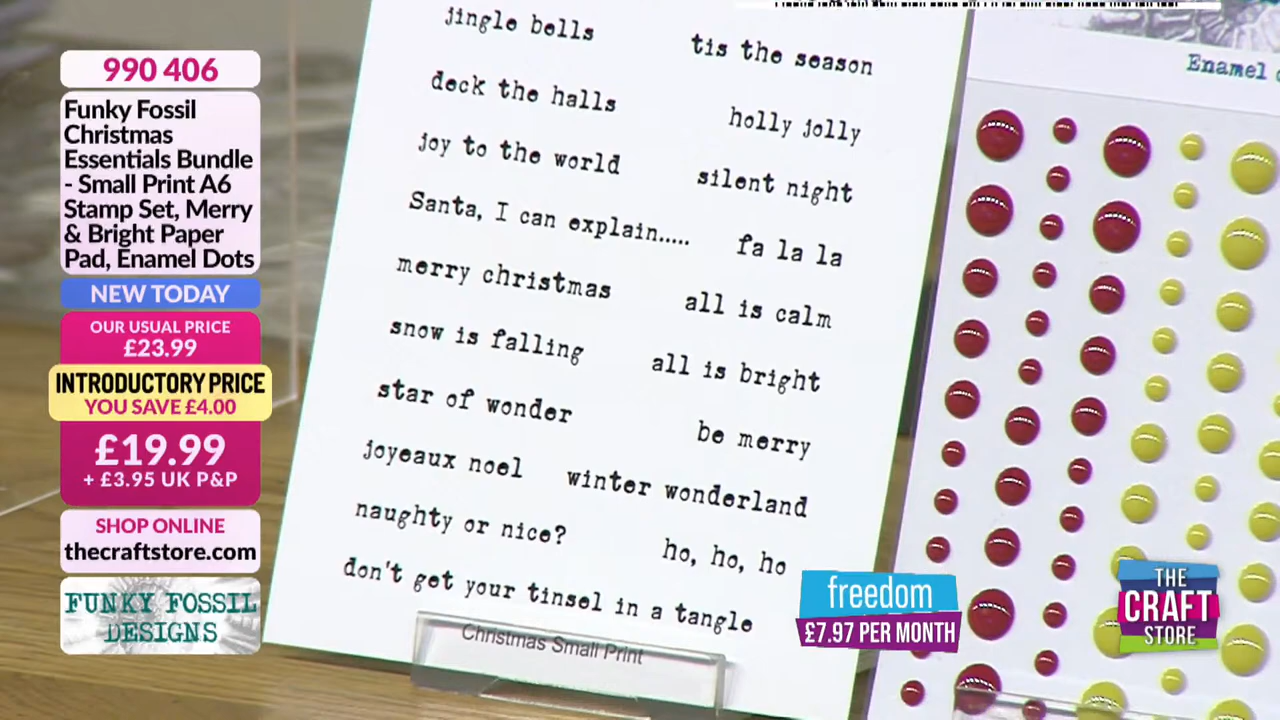 990 406
Funky Fossil
Christmas
Essentials Bundle
- Small Print A6
Stamp Set, Merry
& Bright Paper
Pad, Enamel Dots
NEW TODAY
OUR USUAL PRICE
£23.99
INTRODUCTORY PRICE
YOU SAVE £4.00
£19.99
+ £3.95 UK P&P
SHOP ONLINE
thecraftstore.com
FUNKY FOSSIL
DESIGNS
jingle bells
tis the season
deck the halls
holly jolly
joy to the world
silent night
Santa, I can explain.....
fa la la
merry christmas
all is calm
snow is falling
all is bright
star of wonder
be merry
joyeaux noel
winter wonderland
naughty or nice?
ho, ho, ho
don't get your tinsel in a tangle
Christmas Small Print
Enamel
freedom
£7.97 PER MONTH
THE
CRAFT
STORE